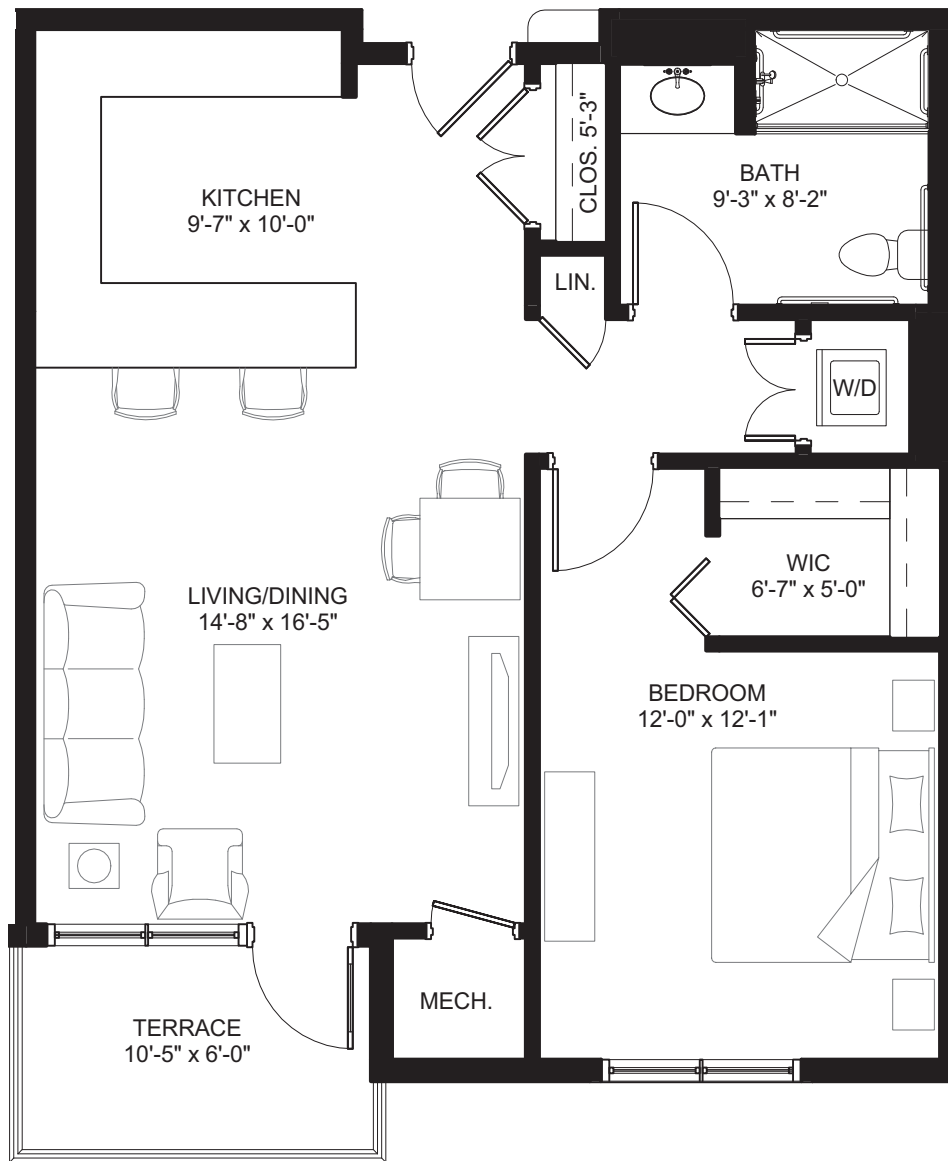 KITCHEN
9'-7" x 10'-0"
CLOS. 5'-3"
BATH
9'-3" x 8'-2"
LIN.
W/D
WIC
6'-7" x 5'-0"
LIVING/DINING
14'-8" x 16'-5"
BEDROOM
12'-0" x 12'-1"
MECH.
TERRACE
10'-5" x 6'-0"